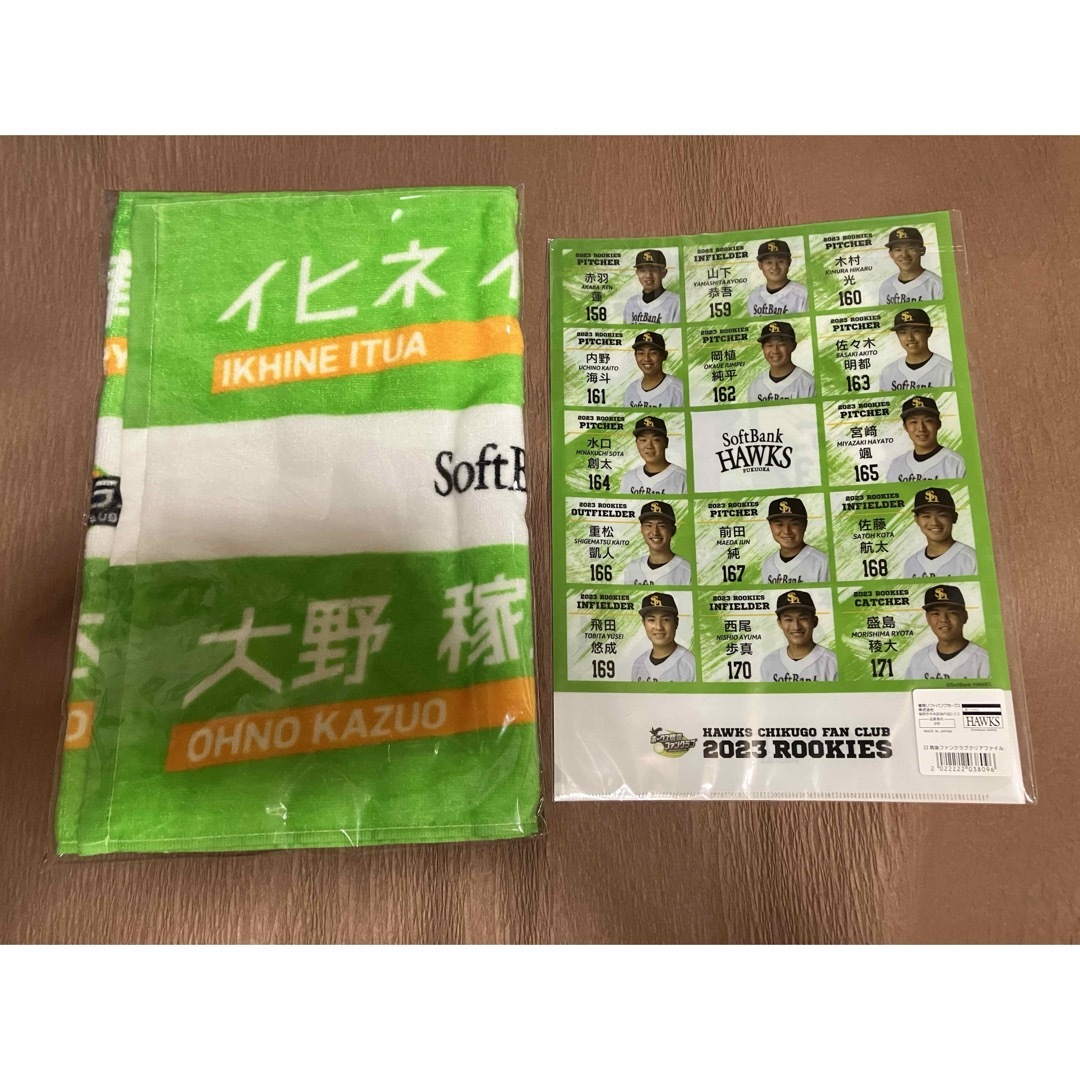 イヒネ イ
IKHINE ITUA
SoftB
大野 稼
OHNO KAZUO
2023 ROOKIES
PITCHER
赤羽
AKABA REN
蓮
158
2023 ROOKIES
INFIELDER
山下
YAMASHITA KYOGO
恭吾
159
SoftBank
2023 ROOKIES
PITCHER
木村
KIMURA HIKARU
光
160
2023 ROOKIES
PITCHER
内野
UCHINO KAITO
海斗
161
2023 ROOKIES
PITCHER
岡植
OKAUE JUMPEI
純平
162
2023 ROOKIES
PITCHER
佐々木
SASAKI AKITO
明都
163
2023 ROOKIES
PITCHER
水口
MINAKUCHI SOTA
創太
164
SoftBank
HAWKS
FUKUOKA
2023 ROOKIES
PITCHER
宮﨑
MIYAZAKI HAYATO
颯
165
2023 ROOKIES
OUTFIELDER
重松
SHIGEMATSU KAITO
凱人
166
2023 ROOKIES
PITCHER
前田
MAEDA JUN
純
167
2023 ROOKIES
INFIELDER
佐藤
SATOH KOTA
航太
168
2023 ROOKIES
INFIELDER
飛田
TOBITA YUSEI
悠成
169
2023 ROOKIES
INFIELDER
西尾
NISHIO AYUMA
歩真
170
2023 ROOKIES
CATCHER
盛島
MORISHIMA RYOTA
稜大
171
HAWKS CHIKUGO FAN CLUB
2023 ROOKIES
HAWKS
23 筑後ファンクラブクリアファイル
2 022222 038096